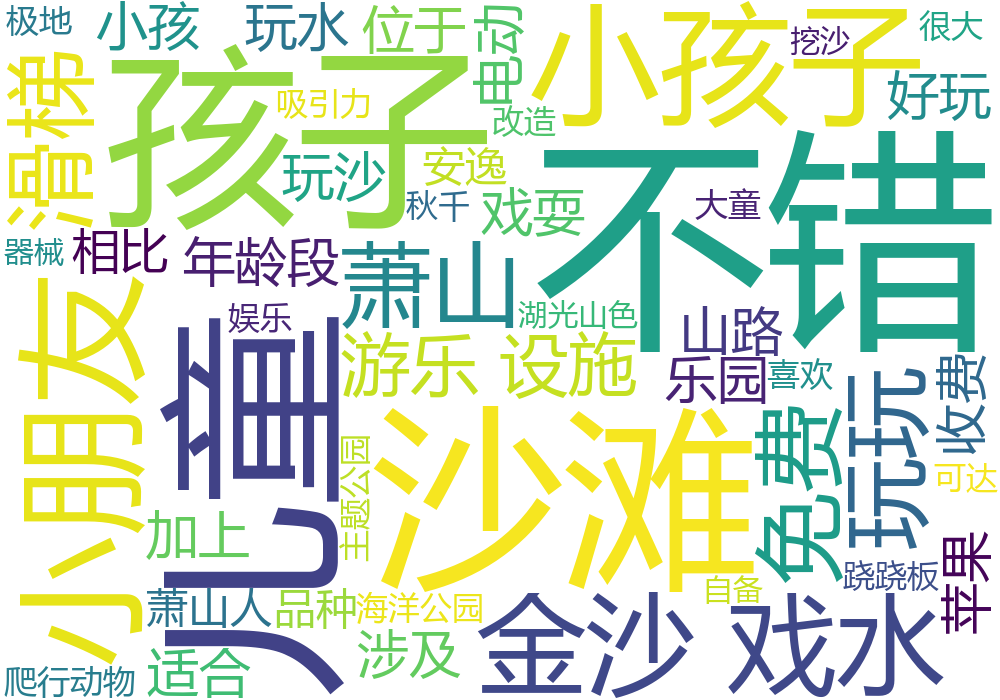 极地
小孩
玩水
位于
电动
小孩子
挖沙
很大
滑梯
孩子
吸引力
改造
好玩
玩沙
安逸
秋千
戏耍
大童
不错
器械
相比
年龄段
萧山
湖光山色
娱乐
山路
小朋友
儿童
游乐
设施
乐园
喜欢
收费
沙滩
免费
玩玩
可达
主题公园
加上
跷跷板
苹果
自备
萧山人
品种
海洋公园
金沙
戏水
涉及
爬行动物
适合